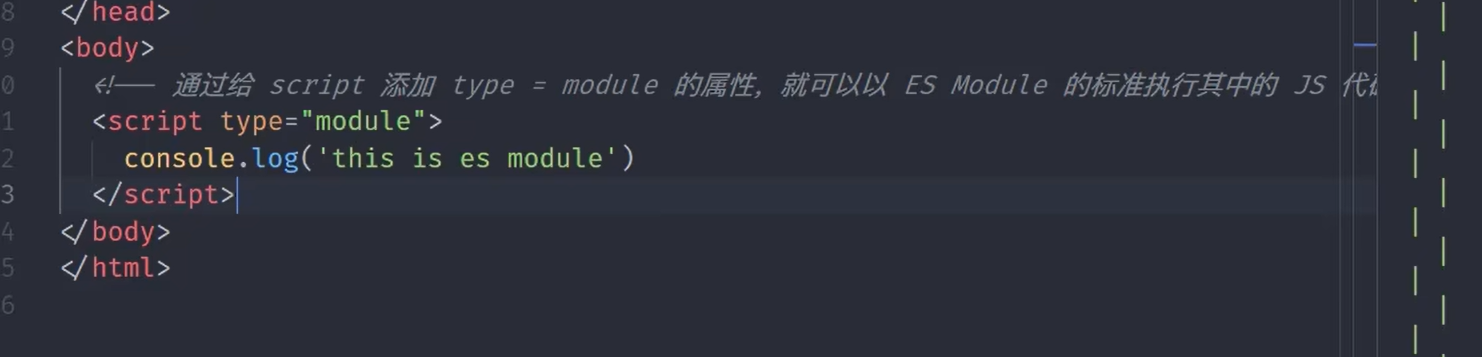 8 </head>
9 <body>
0 <!-- 通过给 script 添加 type = module 的属性，就可以以 ES Module 的标准执行其中的 JS
1 <script type="module">
2 console.log('this is es module')
3 </script>
4 </body>
5 </html>
6